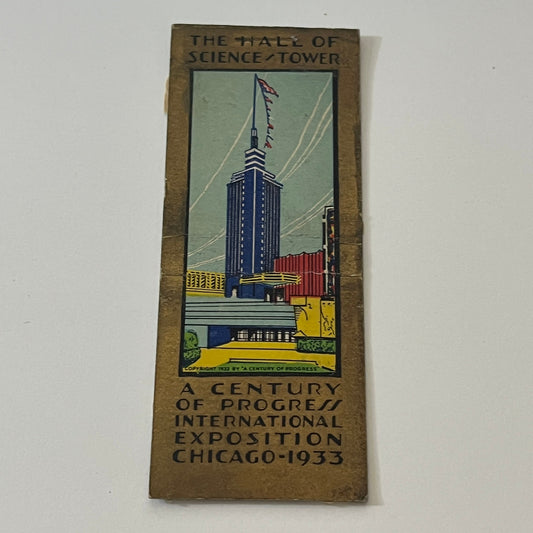 THE HALL OF
SCIENCE/TOWER
COPYRIGHT 1932 BY "A CENTURY OF PROGRESS"
A CENTURY
OF PROGRESS
INTERNATIONAL
EXPOSITION
CHICAGO-1933